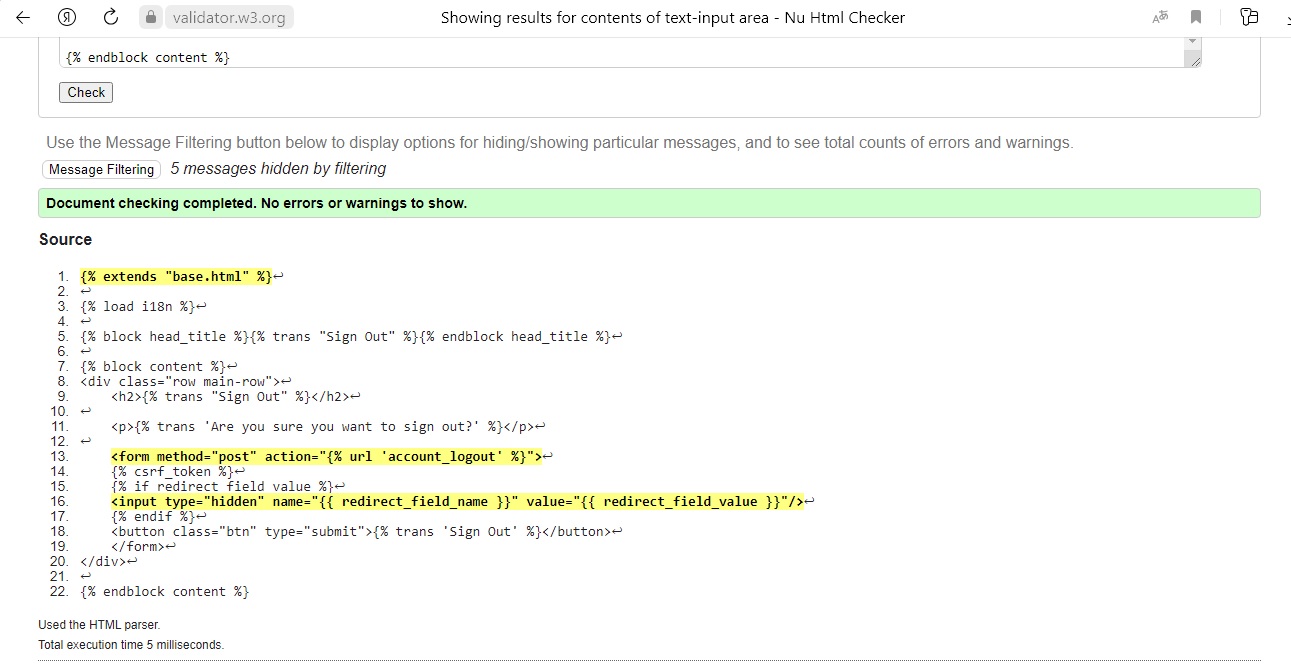 validator.w3.org Showing results for contents of text-input area - Nu Html Checker
{% endblock content %}
Check
Use the Message Filtering button below to display options for hiding/showing particular messages, and to see total counts of errors and warnings.
Message Filtering 5 messages hidden by filtering
Document checking completed. No errors or warnings to show.
Source
1. {% extends "base.html" %}↩
2. ↩
3. {% load i18n %}↩
4. ↩
5. {% block head_title %}{% trans "Sign Out" %}{% endblock head_title %}↩
6. ↩
7. {% block content %}↩
8. <div class="row main-row">↩
9. <h2>{% trans "Sign Out" %}</h2>↩
10. ↩
11. <p>{% trans 'Are you sure you want to sign out?' %}</p>↩
12. ↩
13. <form method="post" action="{% url 'account_logout' %}">↩
14. {% csrf_token %}↩
15. {% if redirect_field_value %}↩
16. <input type="hidden" name="{{ redirect_field_name }}" value="{{ redirect_field_value }}"/>↩
17. {% endif %}↩
18. <button class="btn" type="submit">{% trans 'Sign Out' %}</button>↩
19. </form>↩
20. </div>↩
21. ↩
22. {% endblock content %}
Used the HTML parser.
Total execution time 5 milliseconds.